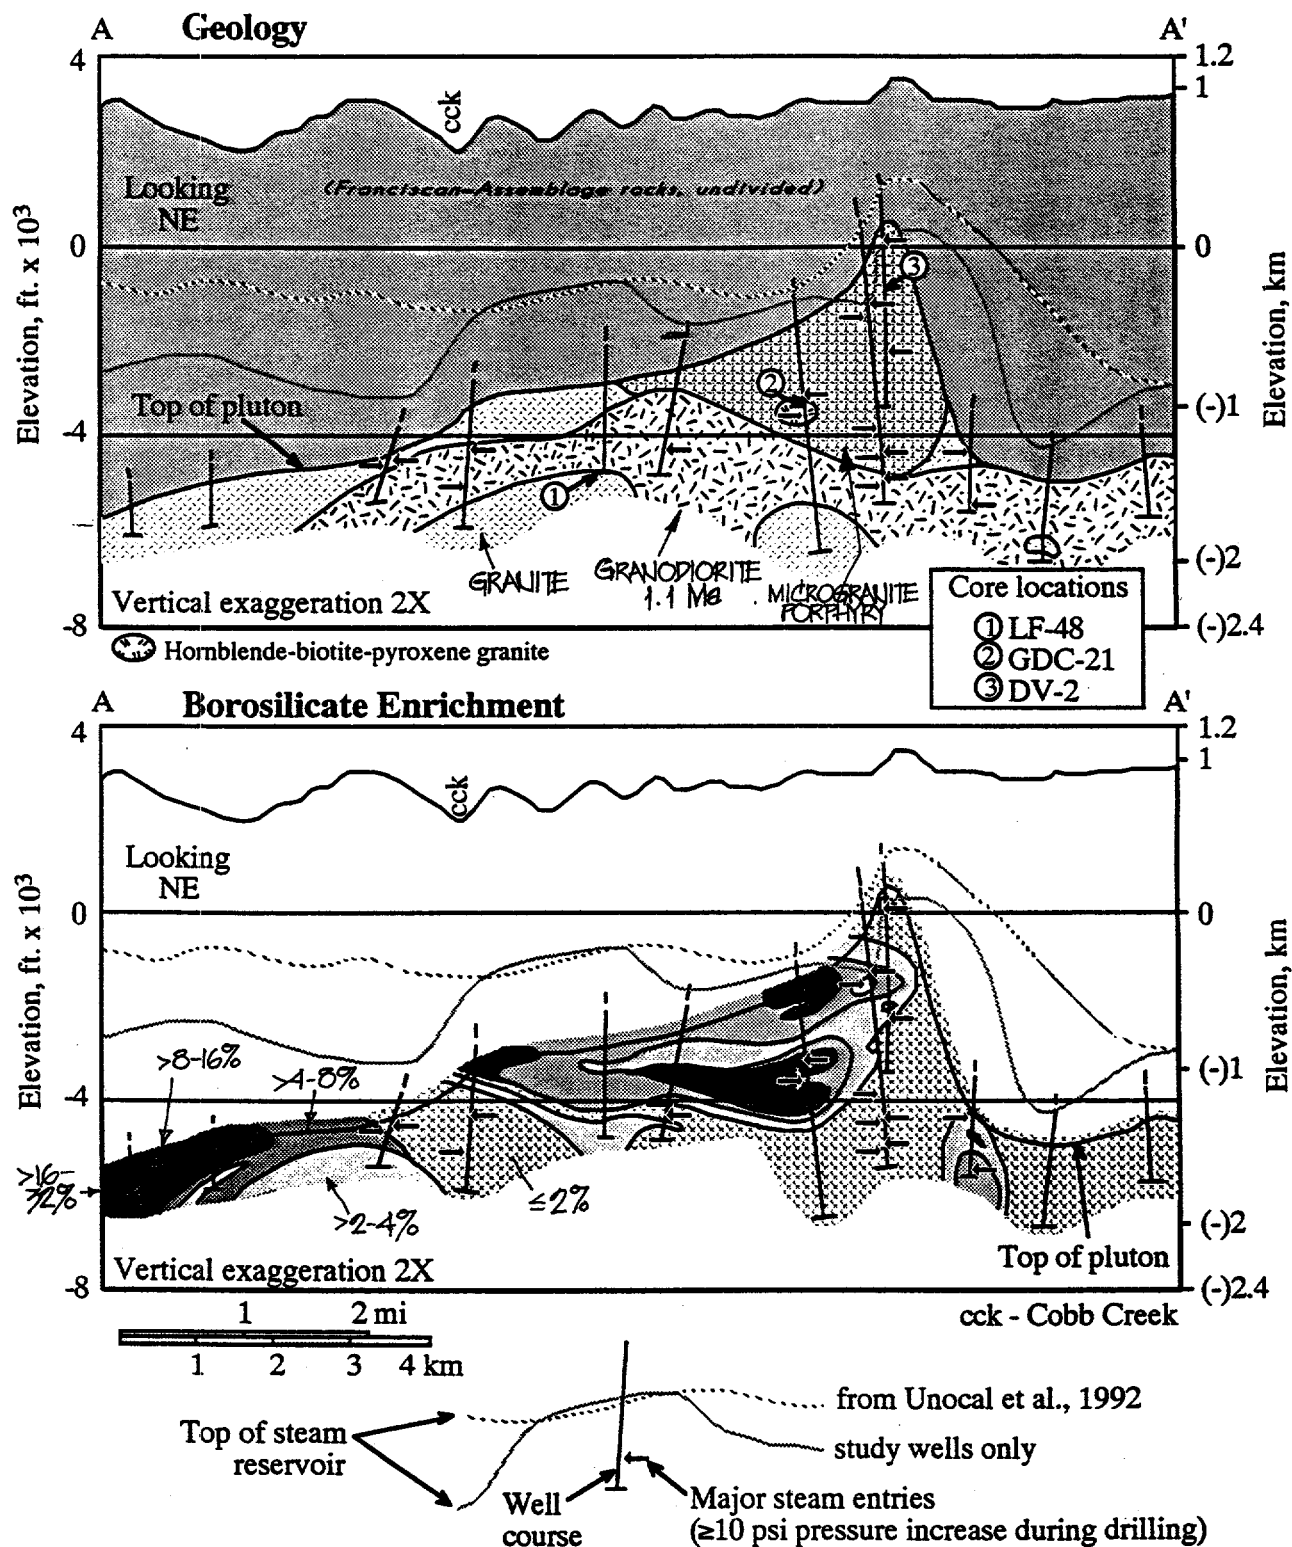 A
Geology
A'
4
0
-4
-8
Elevation, ft. x 10³
1.2
1
0
(-)1
(-)2
(-)2.4
Elevation, km
cck
Looking
NE
(Franciscan-Assemblage rocks, undivided)
3
2
Top of pluton
1
GRANITE
GRANODIORITE
1.1 Ma
MICROGRANITE
PORPHYRY
Vertical exaggeration 2X
Core locations
1 LF-48
2 GDC-21
3 DV-2
Hornblende-biotite-pyroxene granite
A
Borosilicate Enrichment
A'
4
0
-4
-8
Elevation, ft. x 10³
1.2
1
0
(-)1
(-)2
(-)2.4
Elevation, km
cck
Looking
NE
>8-16%
>4-8%
>16-
32%
>2-4%
≤2%
Top of pluton
Vertical exaggeration 2X
cck - Cobb Creek
1 2 mi
1 2 3 4 km
from Unocal et al., 1992
Top of steam
reservoir
study wells only
Well
course
Major steam entries
(≥10 psi pressure increase during drilling)